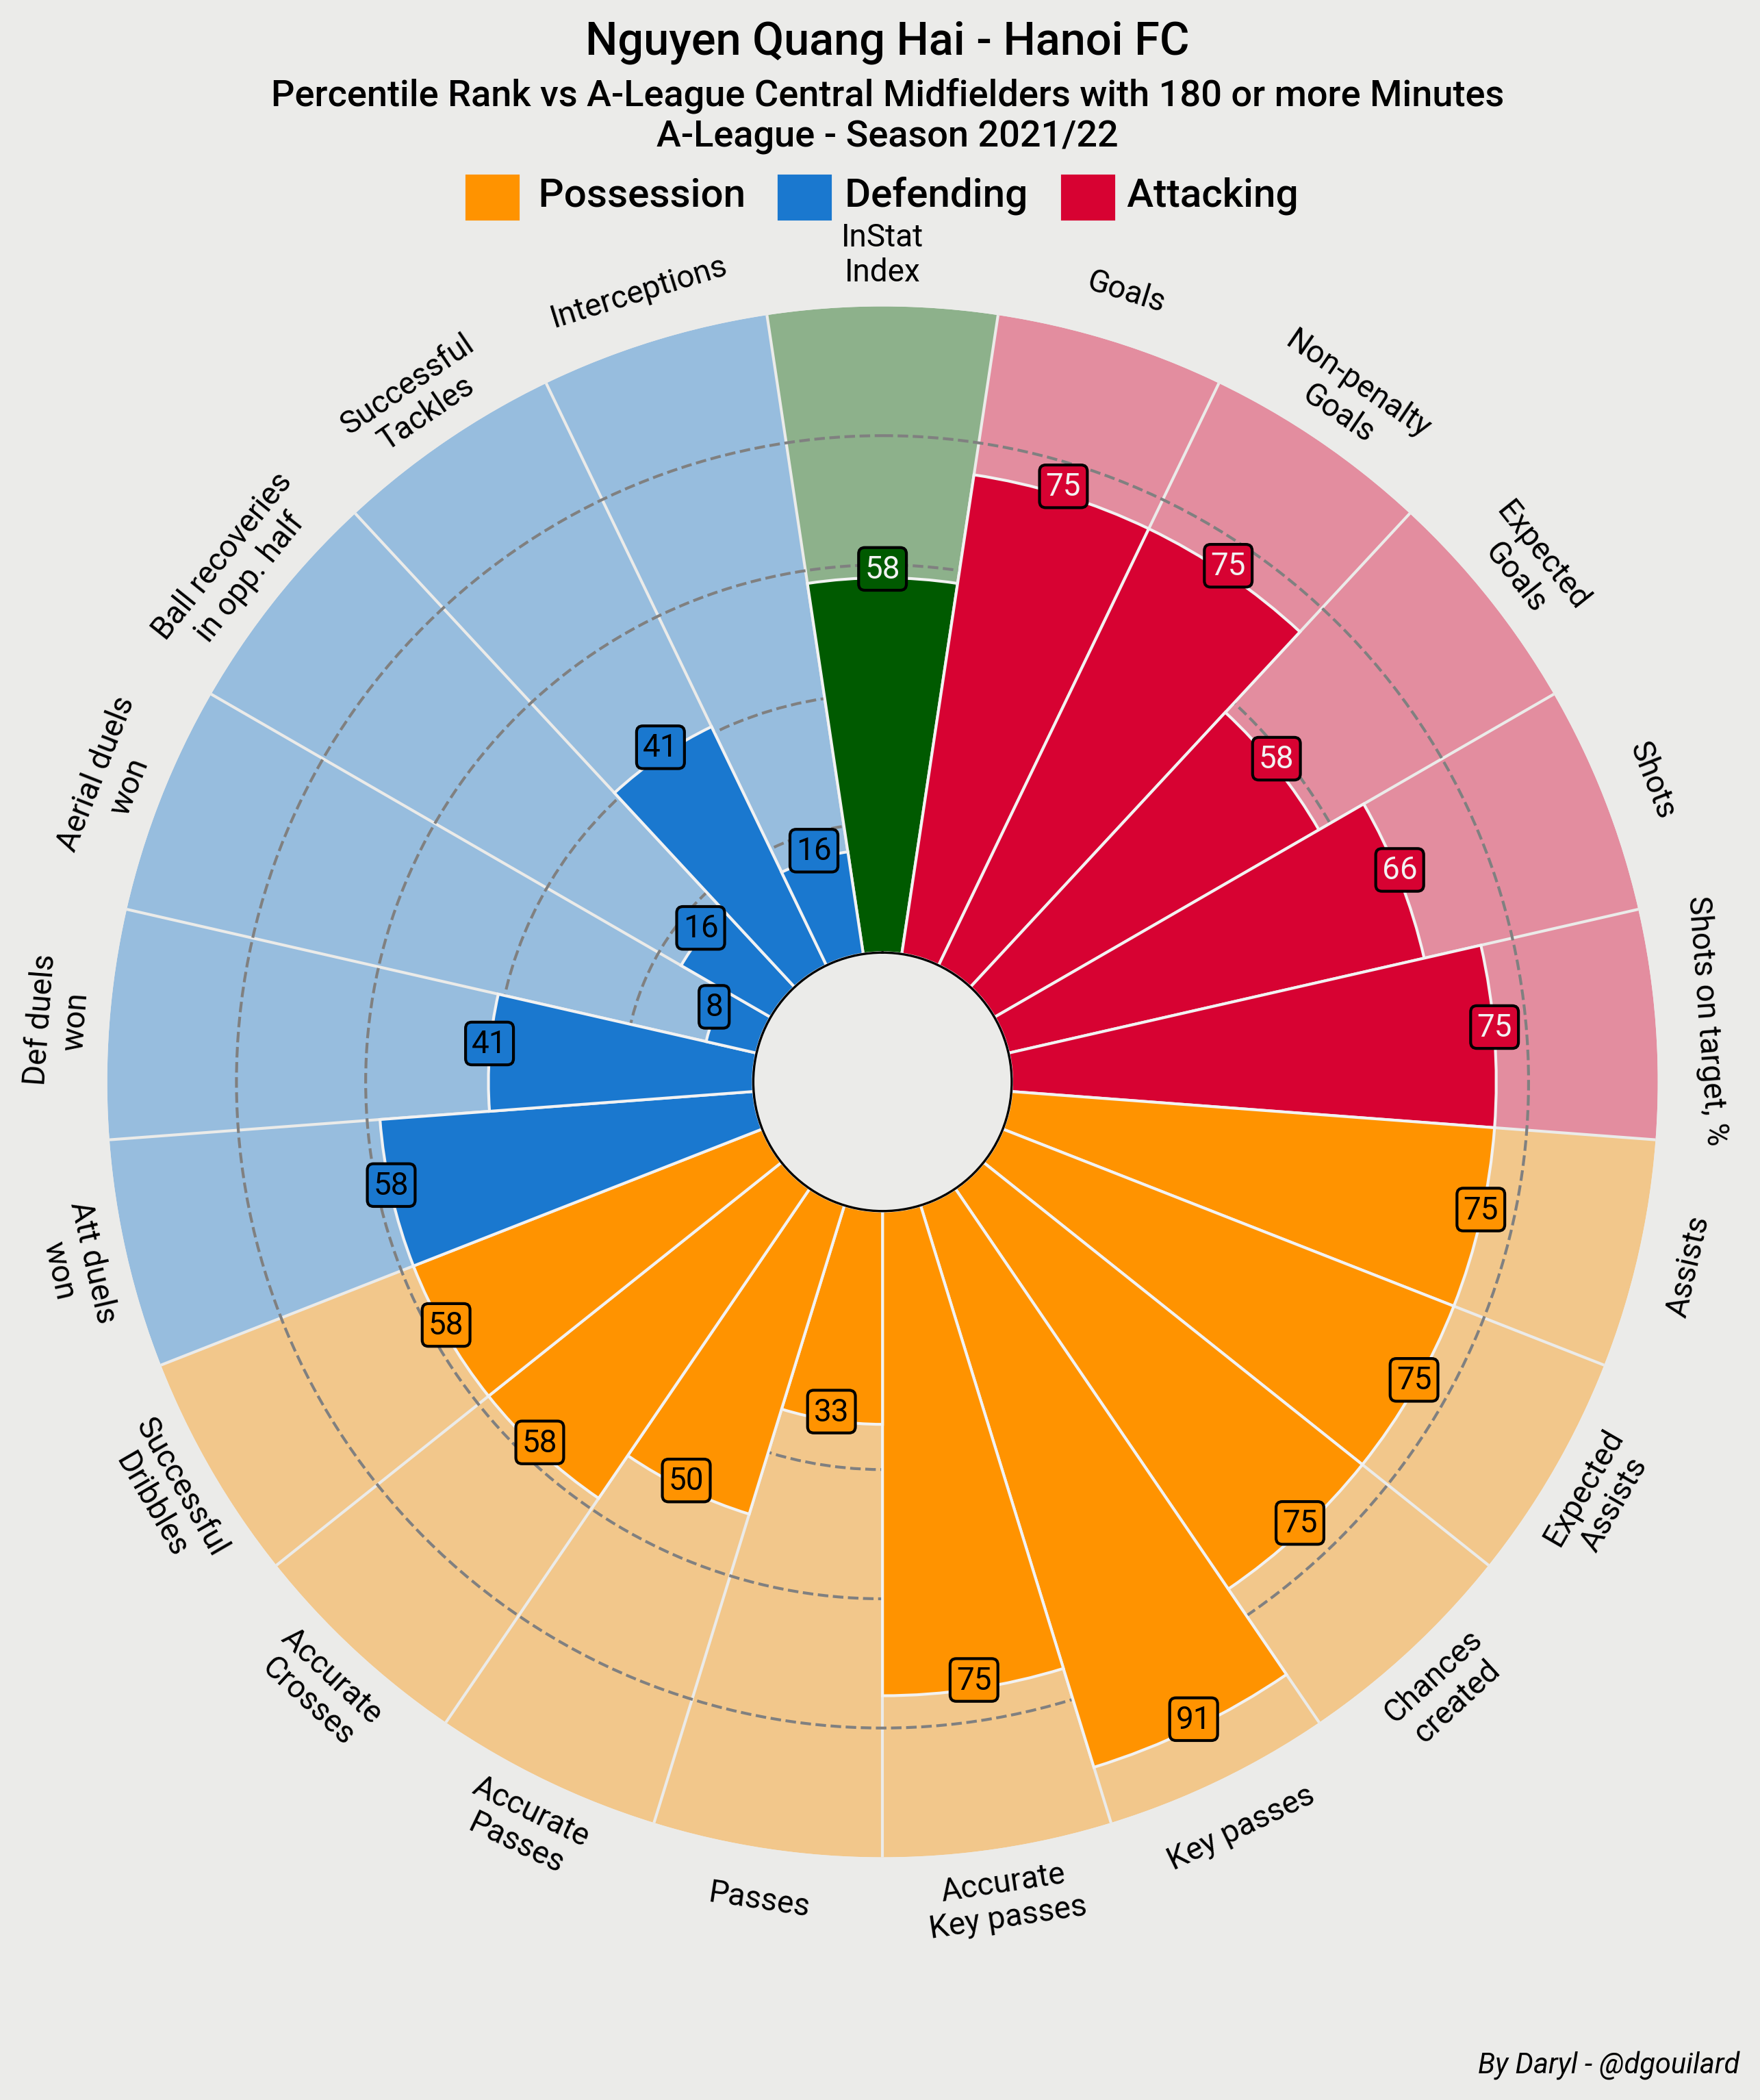 Nguyen Quang Hai - Hanoi FC
Percentile Rank vs A-League Central Midfielders with 180 or more Minutes
A-League - Season 2021/22
Possession
Defending
Attacking
InStat
Index
58
Goals
75
Non-penalty
Goals
75
Expected
Goals
58
Shots
66
Shots on target, %
75
Assists
75
Expected
Assists
75
Chances
created
75
Key passes
91
Accurate
Key passes
75
Passes
33
Accurate
Passes
50
Accurate
Crosses
58
Successful
Dribbles
58
Att duels
won
58
Def duels
won
41
Aerial duels
won
8
Ball recoveries
in opp. half
16
Successful
Tackles
41
Interceptions
16
By Daryl - @dgouilard